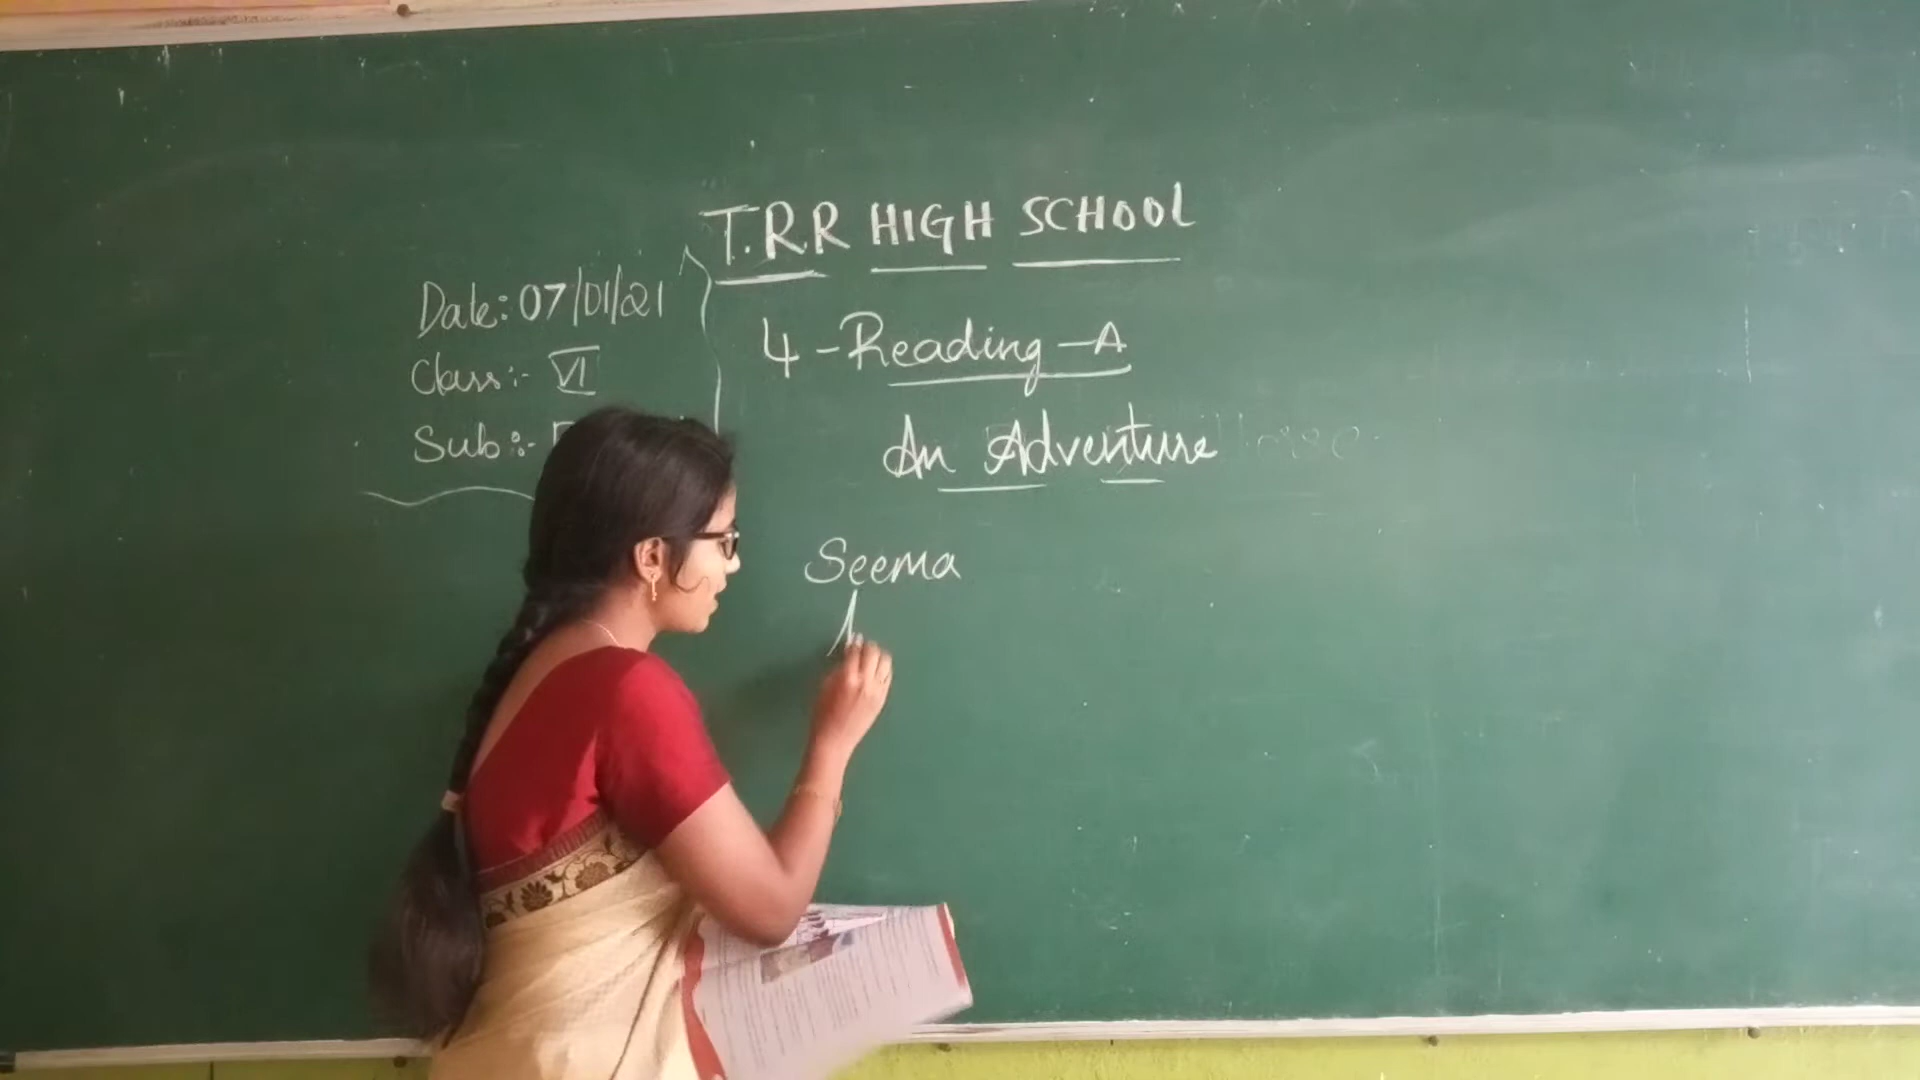 T.R.R HIGH SCHOOL
Date: 07/01/21
Class:- VI
Sub:-
4 - Reading - A
An Adventure
Seema